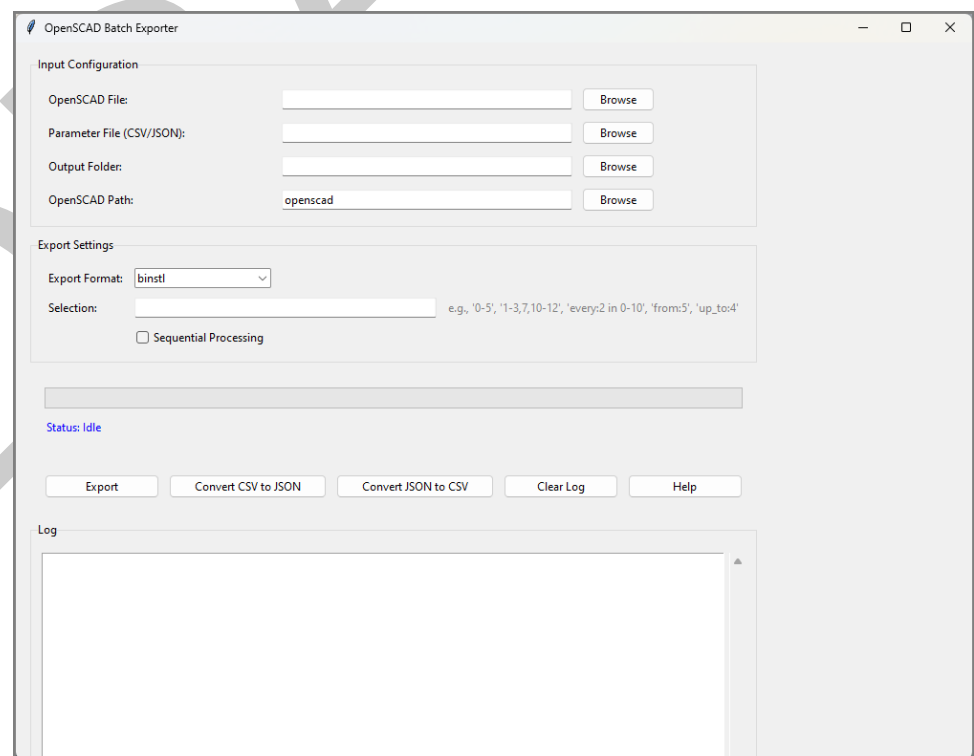 OpenSCAD Batch Exporter
Input Configuration
OpenSCAD File: Browse
Parameter File (CSV/JSON): Browse
Output Folder: Browse
OpenSCAD Path: openscad Browse
Export Settings
Export Format: binstl
Selection: e.g., '0-5', '1-3,7,10-12', 'every:2 in 0-10', 'from:5', 'up_to:4'
Sequential Processing
Status: Idle
Export Convert CSV to JSON Convert JSON to CSV Clear Log Help
Log